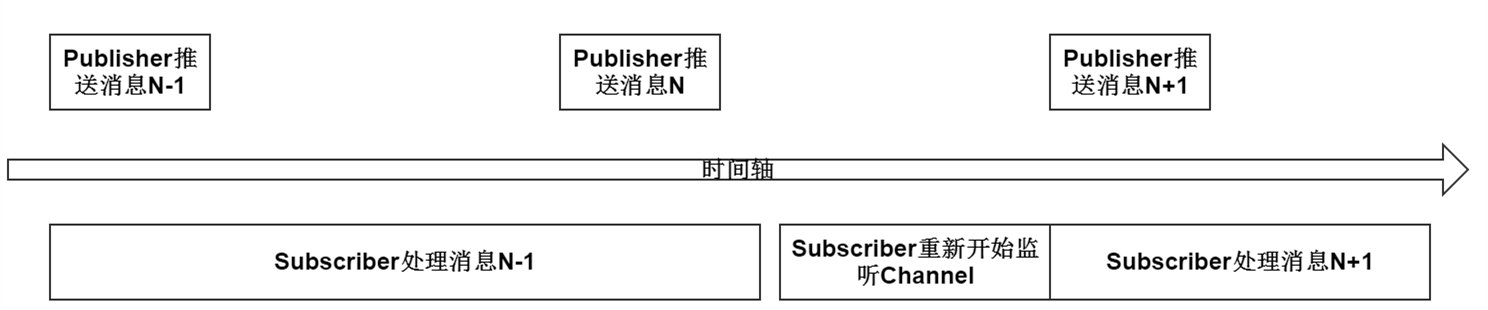 Publisher推
送消息N-1
Publisher推
送消息N
Publisher推
送消息N+1
时间轴
Subscriber处理消息N-1
Subscriber重新开始监
听Channel
Subscriber处理消息N+1